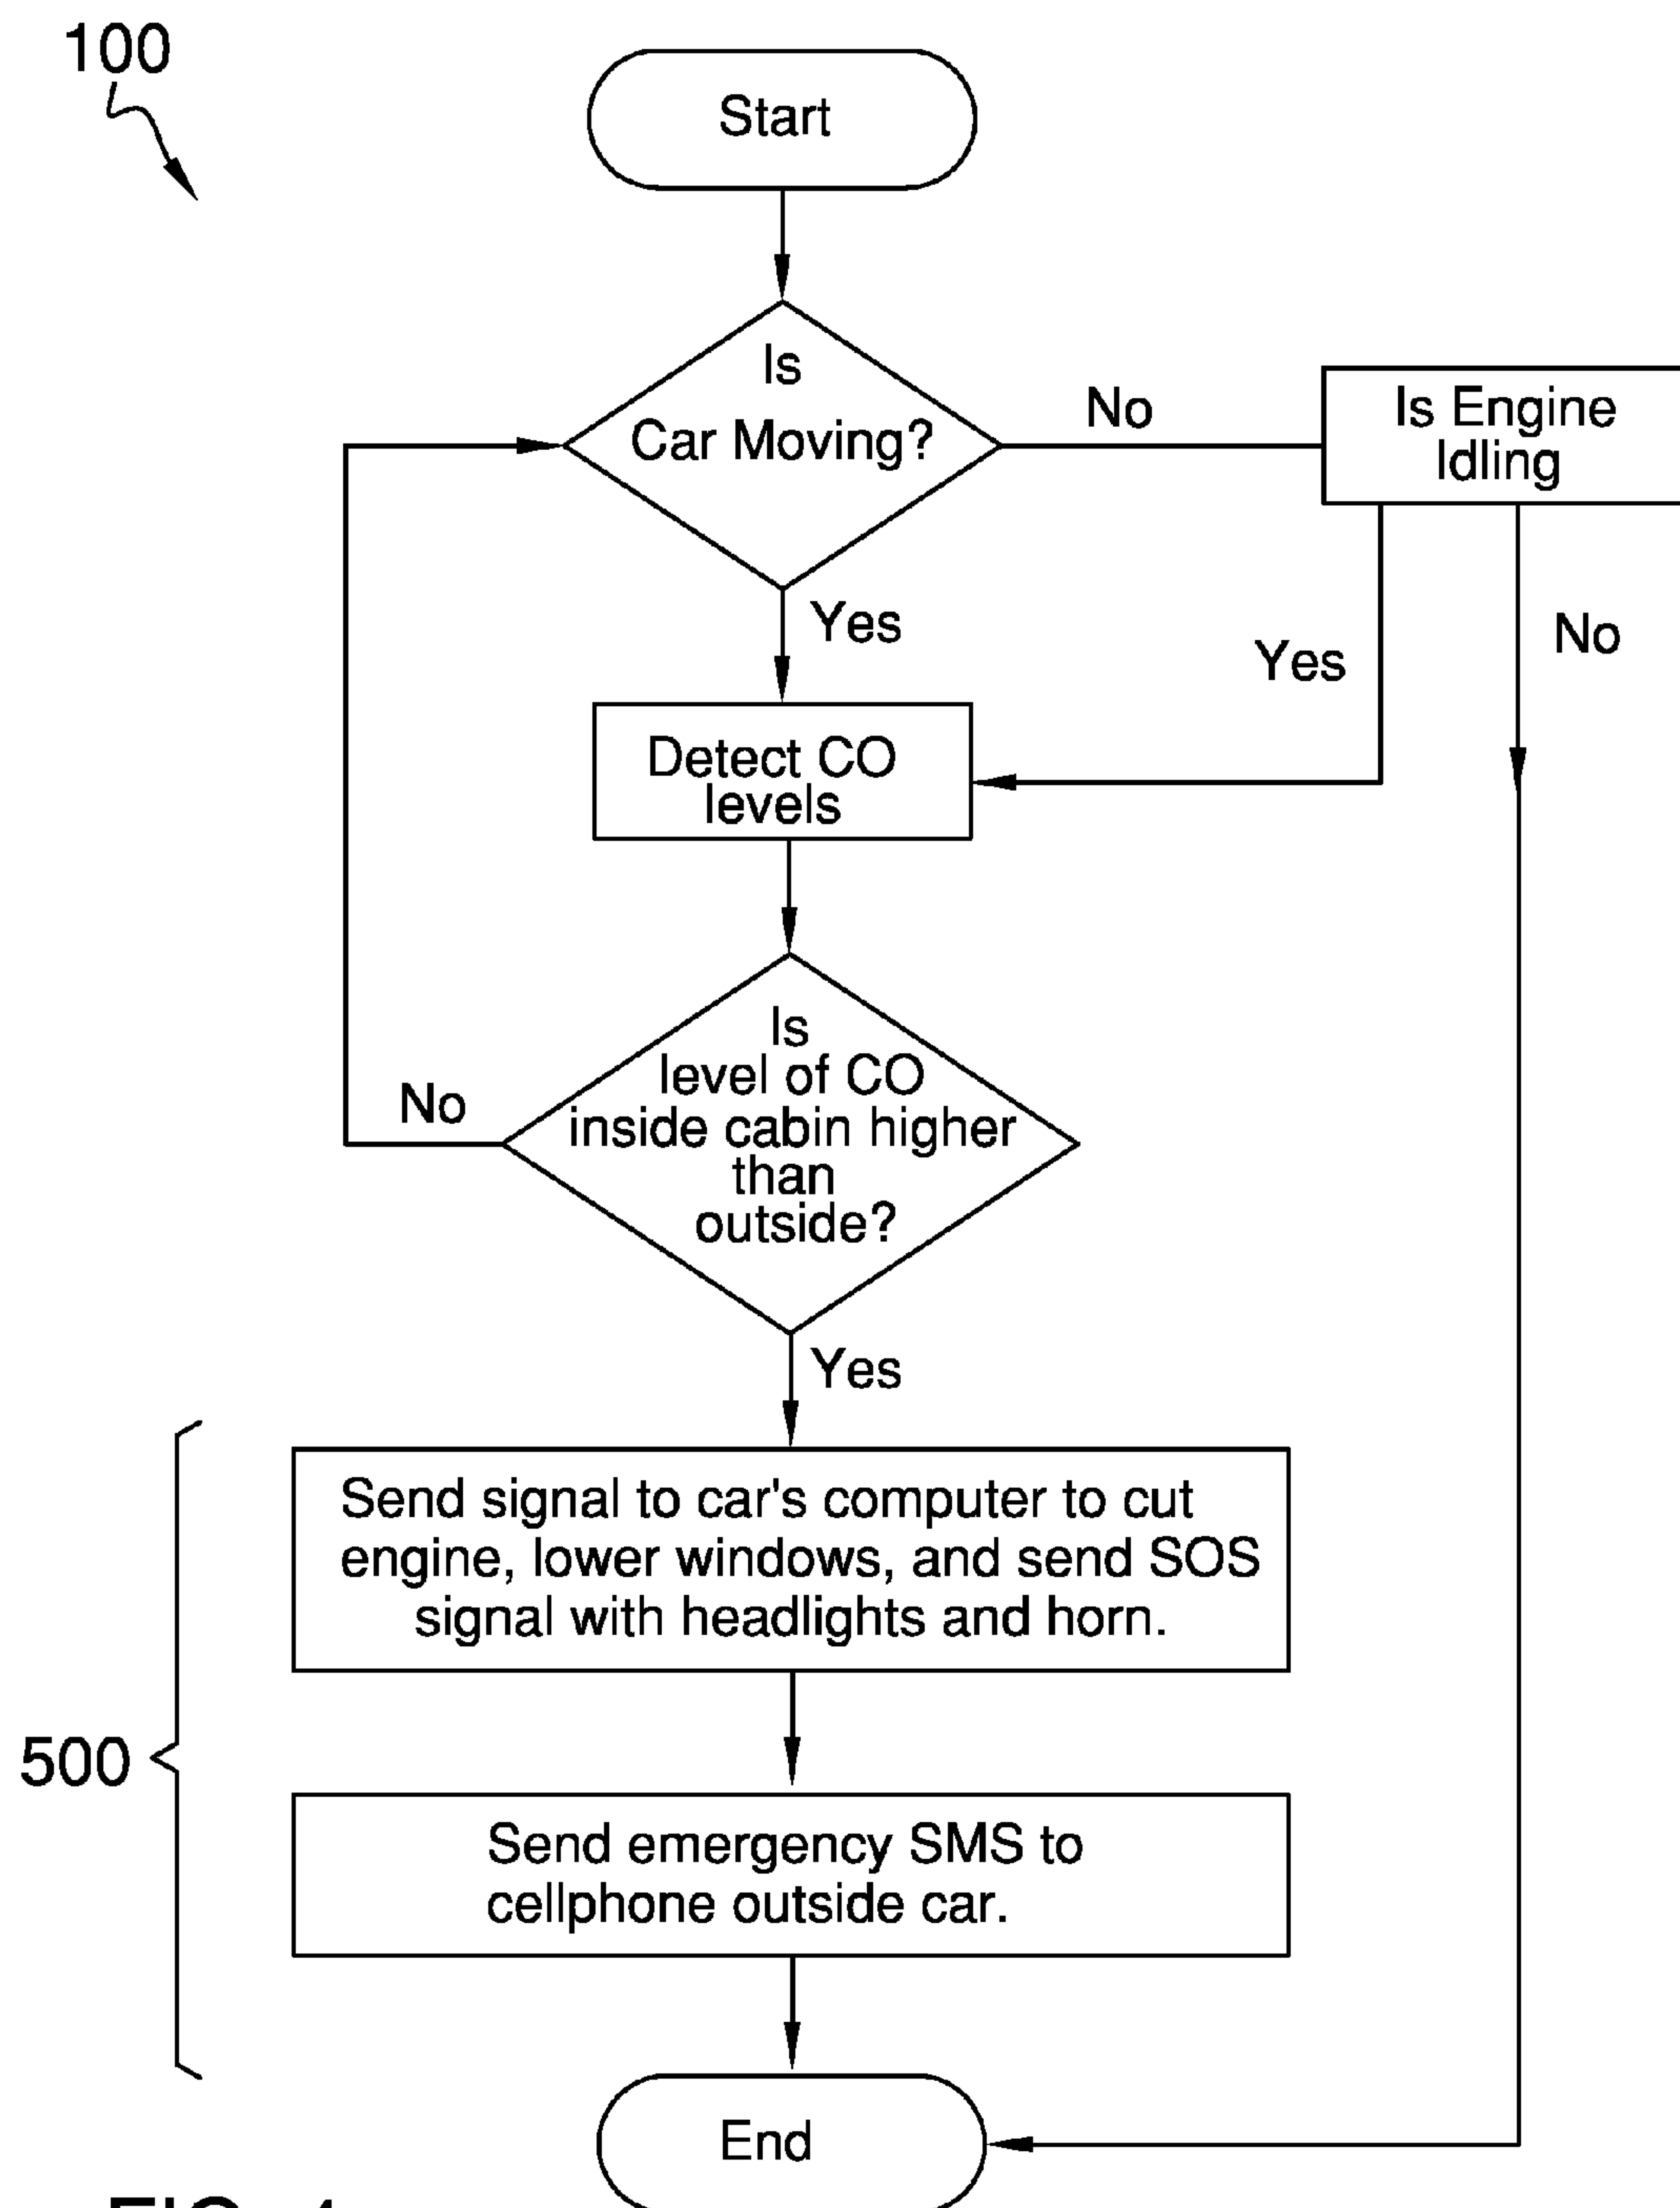 100
Start
Is
Car Moving?
No
Is Engine
Idling
Yes
Yes
No
Detect CO
levels
Is
level of CO
inside cabin higher
than
outside?
No
Yes
Send signal to car's computer to cut
engine, lower windows, and send SOS
signal with headlights and horn.
500
Send emergency SMS to
cellphone outside car.
End